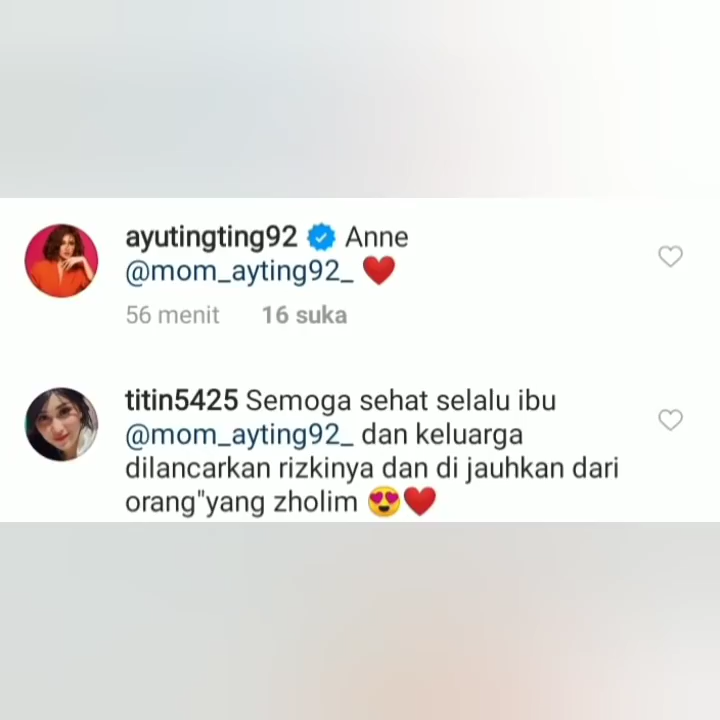 ayutingting92 Anne
@mom_ayting92_ ❤️
56 menit 16 suka
titin5425 Semoga sehat selalu ibu
@mom_ayting92_ dan keluarga
dilancarkan rizkinya dan di jauhkan dari
orang"yang zholim 😍❤️